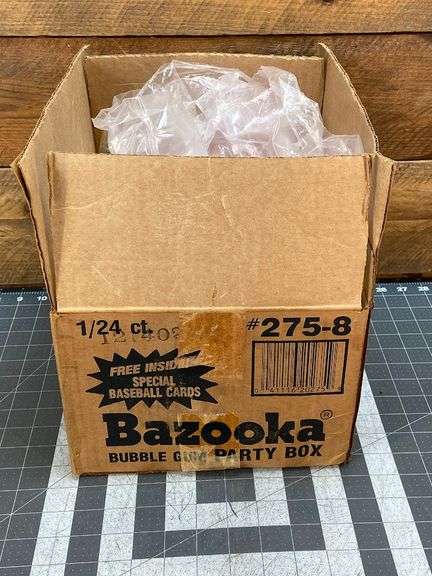 1/24 ct. #275-8
FREE INSIDE!
SPECIAL
BASEBALL CARDS
Bazooka®
BUBBLE GUM PARTY BOX